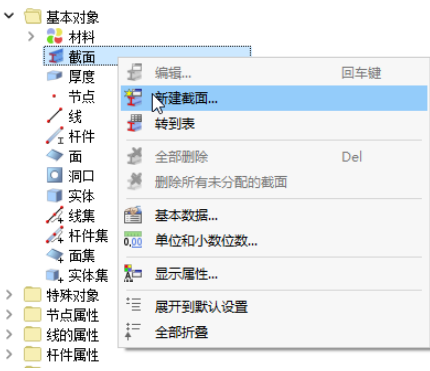 基本对象
材料
截面
厚度
节点
线
杆件
面
洞口
实体
线集
杆件集
面集
实体集
特殊对象
节点属性
线的属性
杆件属性
编辑... 回车键
新建截面...
转到表
全部删除 Del
删除所有未分配的截面
基本数据...
0,00 单位和小数位数...
显示属性...
展开到默认设置
全部折叠